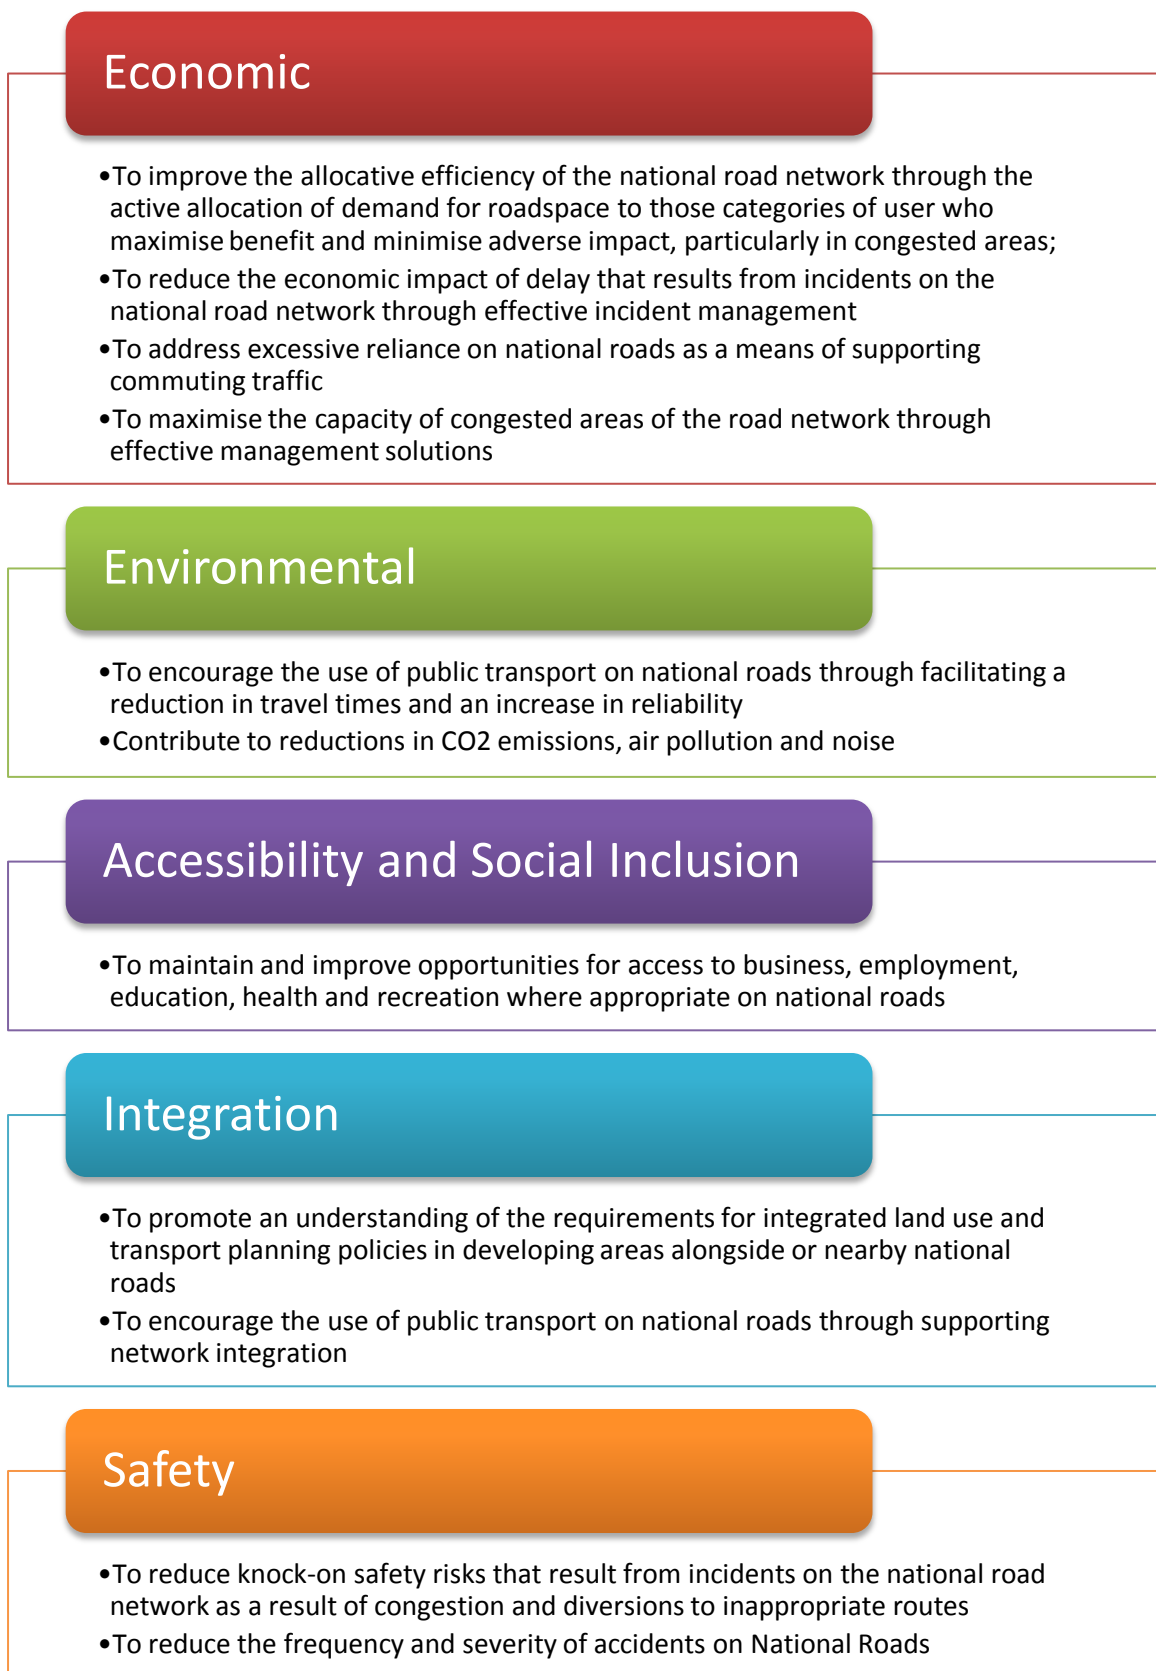 Economic
•To improve the allocative efficiency of the national road network through the
active allocation of demand for roadspace to those categories of user who
maximise benefit and minimise adverse impact, particularly in congested areas;
•To reduce the economic impact of delay that results from incidents on the
national road network through effective incident management
•To address excessive reliance on national roads as a means of supporting
commuting traffic
•To maximise the capacity of congested areas of the road network through
effective management solutions
Environmental
•To encourage the use of public transport on national roads through facilitating a
reduction in travel times and an increase in reliability
•Contribute to reductions in CO2 emissions, air pollution and noise
Accessibility and Social Inclusion
•To maintain and improve opportunities for access to business, employment,
education, health and recreation where appropriate on national roads
Integration
•To promote an understanding of the requirements for integrated land use and
transport planning policies in developing areas alongside or nearby national
roads
•To encourage the use of public transport on national roads through supporting
network integration
Safety
•To reduce knock-on safety risks that result from incidents on the national road
network as a result of congestion and diversions to inappropriate routes
•To reduce the frequency and severity of accidents on National Roads